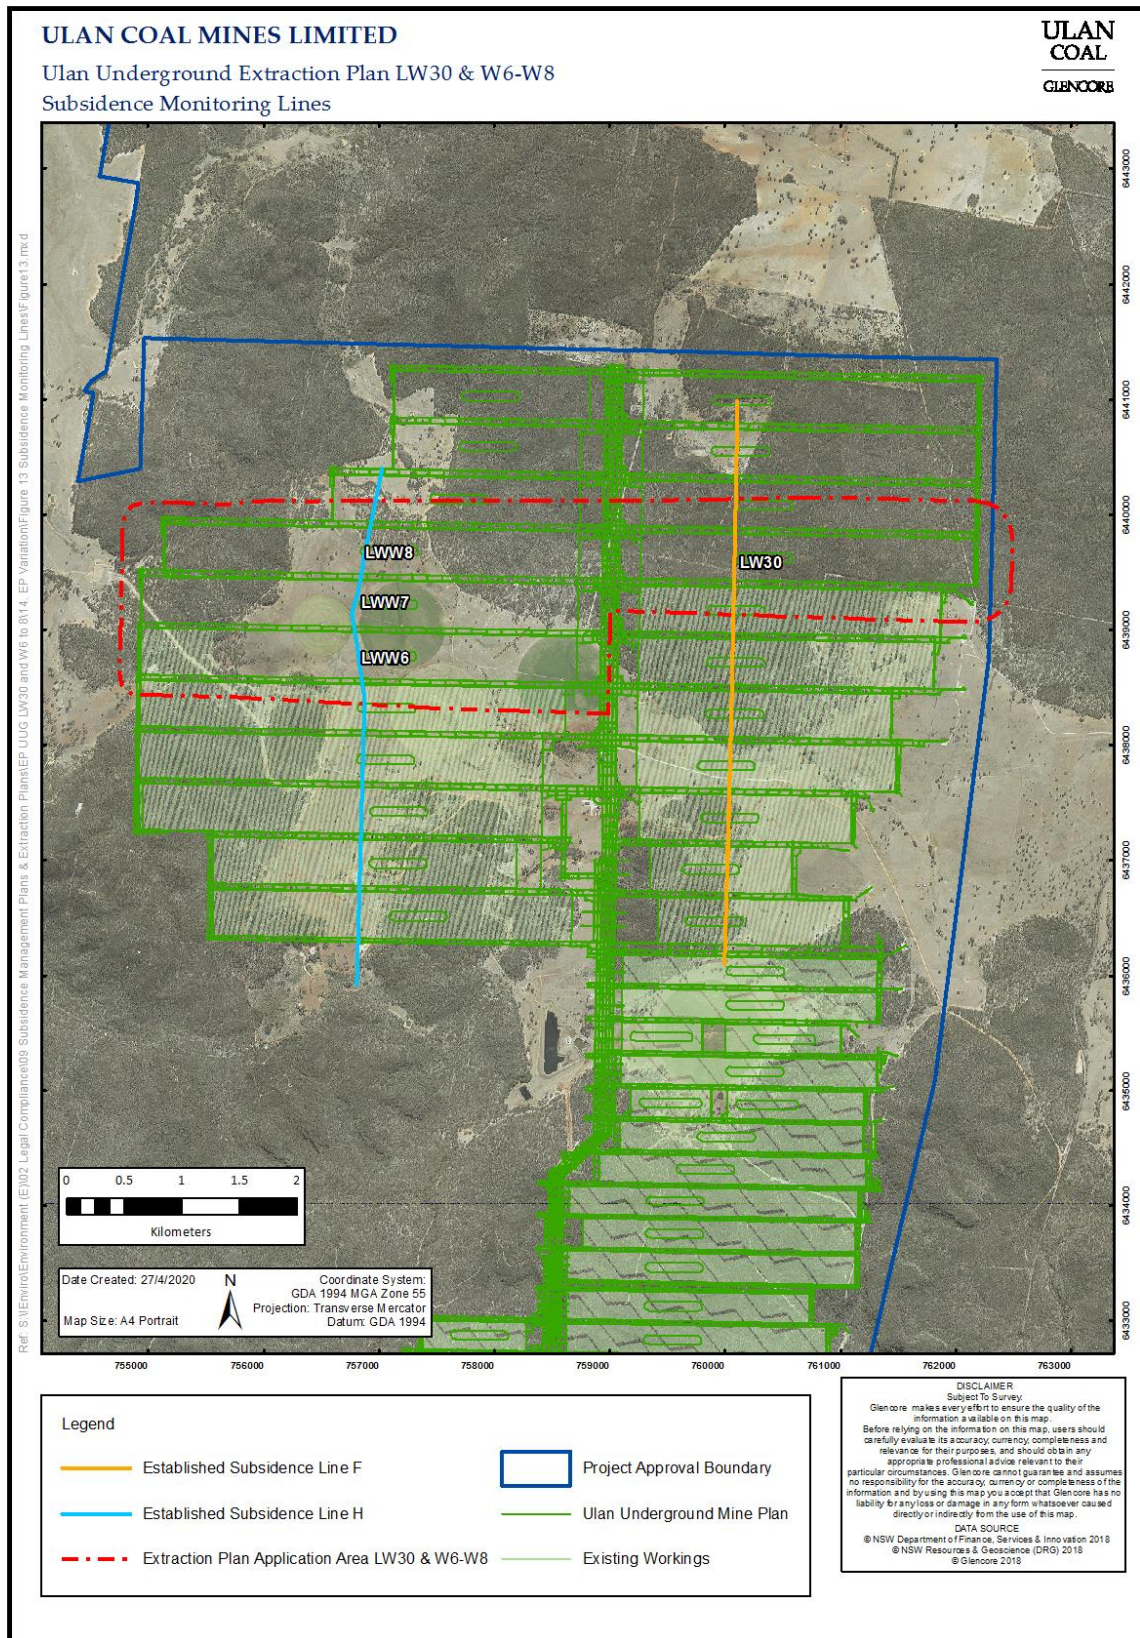 ULAN COAL MINES LIMITED
Ulan Underground Extraction Plan LW30 & W6-W8
Subsidence Monitoring Lines
ULAN
COAL
GLENCORE
Ref: S:\\Enviro\Environment (E)\02 Legal Compliance\09 Subsidence Management Plans & Extraction Plans\EP UUG LW30 and W6 to 8\14. EP Variation\Figure 13 Subsidence Monitoring Lines\Figure13.mxd
6443000
6442000
6441000
6440000
6439000
6438000
6437000
6436000
6435000
6434000
6433000
LWW8
LW30
LWW7
LWW6
0 0.5 1 1.5 2
Kilometers
Date Created: 27/4/2020
Map Size: A4 Portrait
N
Coordinate System:
GDA 1994 MGA Zone 55
Projection: Transverse Mercator
Datum: GDA 1994
755000 756000 757000 758000 759000 760000 761000 762000 763000
Legend
Established Subsidence Line F
Established Subsidence Line H
Extraction Plan Application Area LW30 & W6-W8
Project Approval Boundary
Ulan Underground Mine Plan
Existing Workings
DISCLAIMER
Subject To Survey
Glencore makes every effort to ensure the quality of the
information available on this map.
Before relying on the information on this map, users should
carefully evaluate its accuracy, currency, completeness and
relevance for their purposes, and should obtain any
appropriate professional advice relevant to their
particular circumstances. Glencore cannot guarantee and assumes
no responsibility for the accuracy, currency or completeness of the
information and by using this map you accept that Glencore has no
liability for any loss or damage in any form whatsoever caused
directly or indirectly from the use of this map.
DATA SOURCE
© NSW Department of Finance, Services & Innovation 2018
© NSW Resources & Geoscience (DRG) 2018
© Glencore 2018